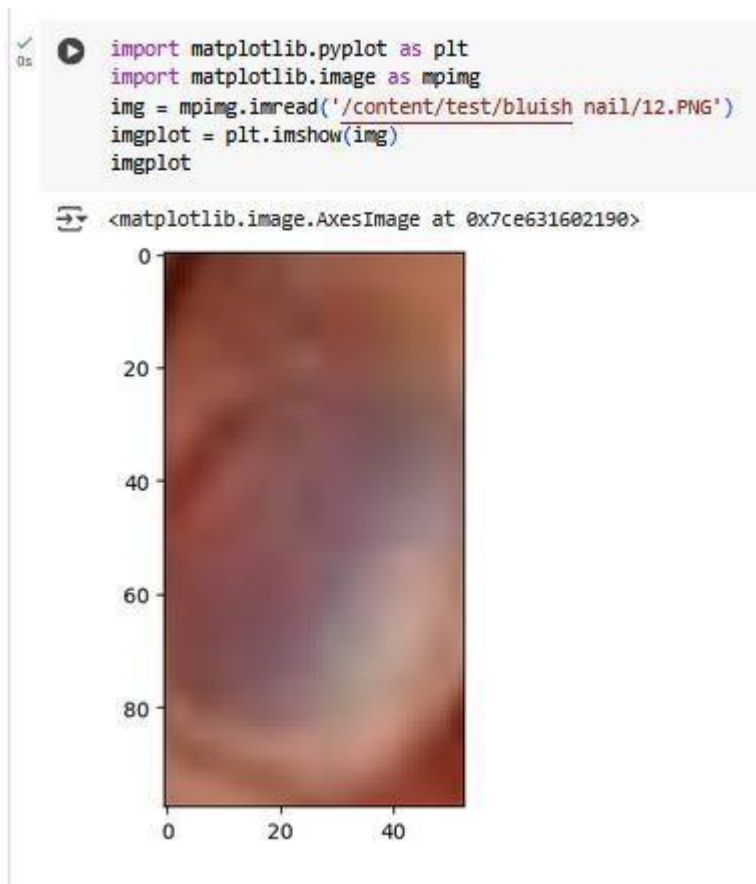 import matplotlib.pyplot as plt
0s
import matplotlib.image as mpimg
img = mpimg.imread('/content/test/bluish nail/12.PNG')
imgplot = plt.imshow(img)
imgplot
<matplotlib.image.AxesImage at 0x7ce631602190>
0
20
40
60
80
0 20 40